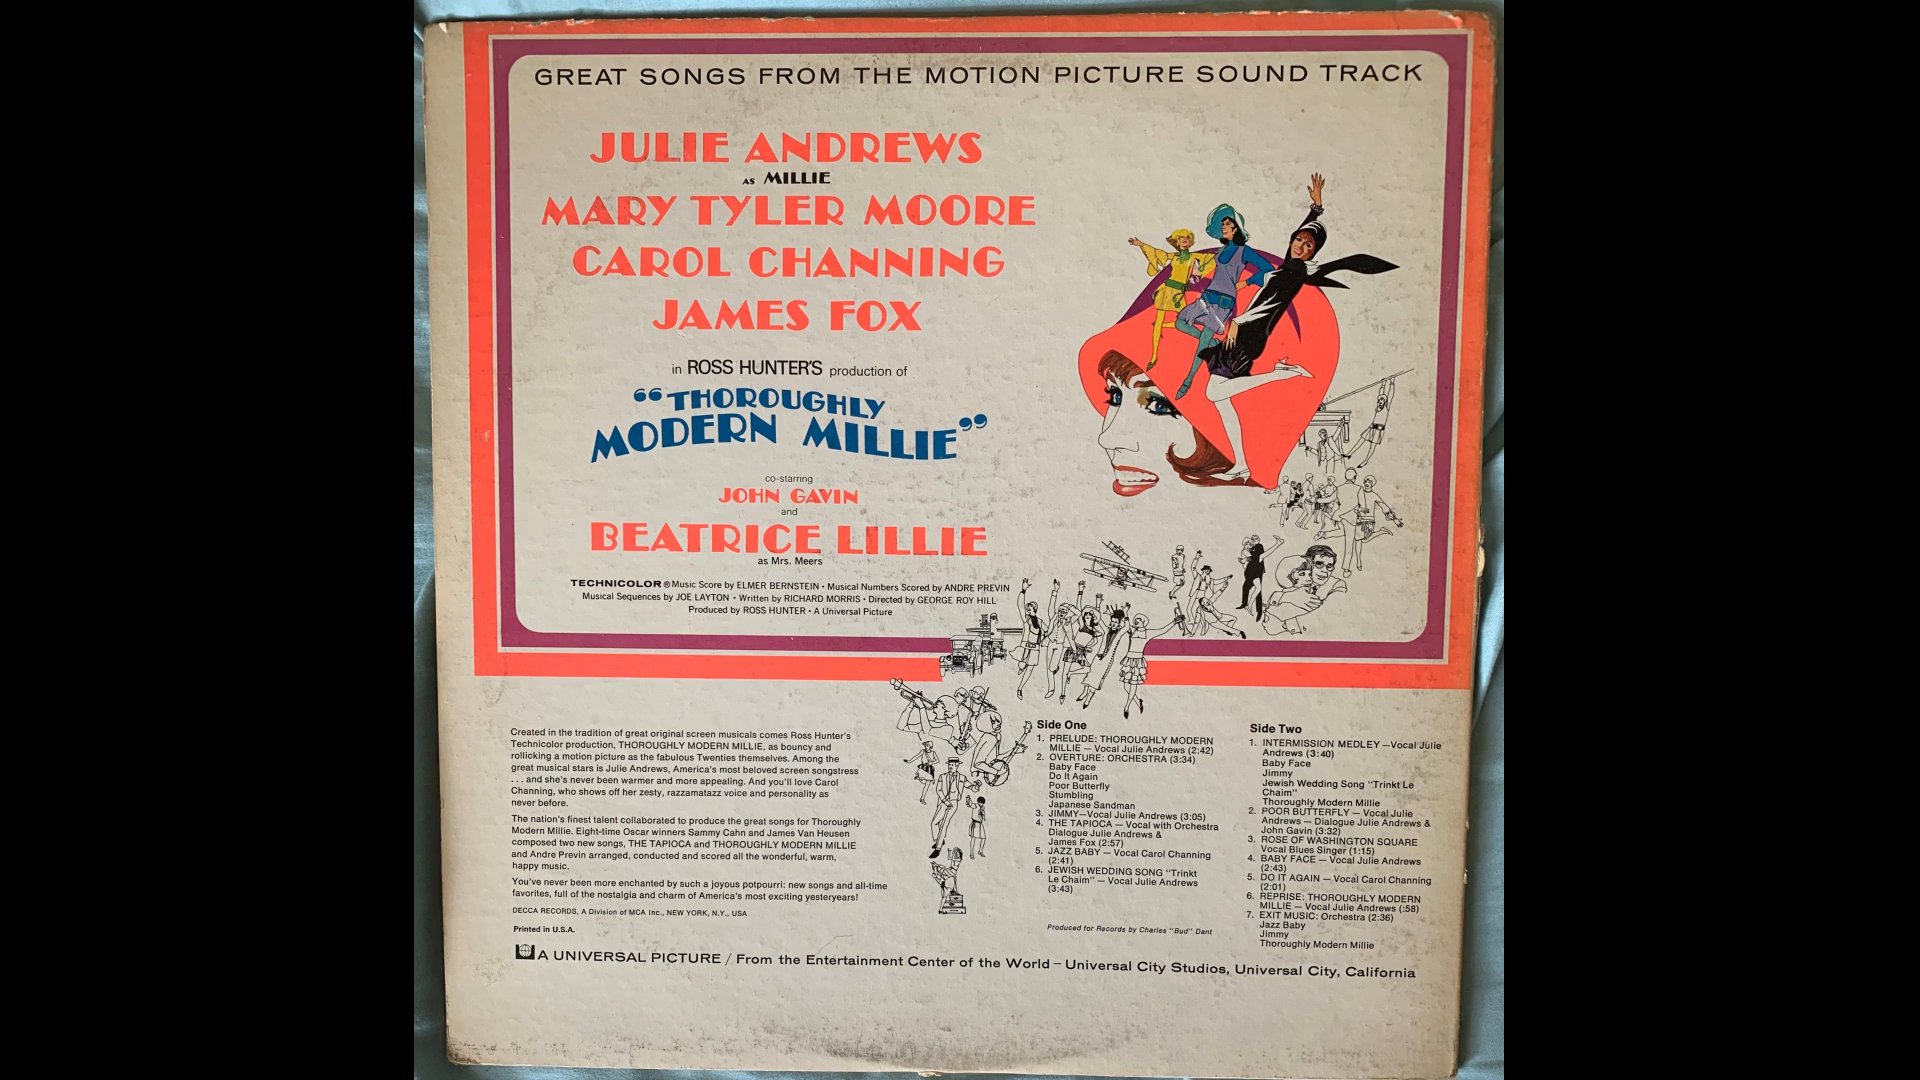 GREAT SONGS FROM THE MOTION PICTURE SOUND TRACK
JULIE ANDREWS
AS MILLIE
MARY TYLER MOORE
CAROL CHANNING
JAMES FOX
in ROSS HUNTER'S production of
"THOROUGHLY
MODERN MILLIE"
co-starring
JOHN GAVIN
and
BEATRICE LILLIE
as Mrs. Meers
TECHNICOLOR ® Music Score by ELMER BERNSTEIN • Musical Numbers Scored by ANDRE PREVIN
Musical Sequences by JOE LAYTON • Written by RICHARD MORRIS • Directed by GEORGE ROY HILL
Produced by ROSS HUNTER • A Universal Picture
Created in the tradition of great original screen musicals comes Ross Hunter's
Technicolor production, THOROUGHLY MODERN MILLIE, as bouncy and
rollicking a motion picture as the fabulous Twenties themselves. Among the
great musical stars is Julie Andrews, America's most beloved screen songstress
. . . and she's never been warmer and more appealing. And you'll love Carol
Channing, who shows off her zesty, razzamatazz voice and personality as
never before.
The nation's finest talent collaborated to produce the great songs for Thoroughly
Modern Millie. Eight-time Oscar winners Sammy Cahn and James Van Heusen
composed two new songs, THE TAPIOCA and THOROUGHLY MODERN MILLIE
and Andre Previn arranged, conducted and scored all the wonderful, warm,
happy music.
You've never been more enchanted by such a joyous potpourri: new songs and all-time
favorites, full of the nostalgia and charm of America's most exciting yesteryears!
DECCA RECORDS, A Division of MCA Inc., NEW YORK, N.Y., USA
Printed in U.S.A.
Side One
1. PRELUDE: THOROUGHLY MODERN
MILLIE — Vocal Julie Andrews (2:42)
2. OVERTURE: ORCHESTRA (3:34)
Baby Face
Do It Again
Poor Butterfly
Stumbling
Japanese Sandman
3. JIMMY—Vocal Julie Andrews (3:05)
4. THE TAPIOCA — Vocal with Orchestra
Dialogue Julie Andrews &
James Fox (2:57)
5. JAZZ BABY — Vocal Carol Channing
(2:41)
6. JEWISH WEDDING SONG "Trinkt
Le Chaim" — Vocal Julie Andrews
(3:43)
Produced for Records by Charles "Bud" Dant
Side Two
1. INTERMISSION MEDLEY —Vocal Julie
Andrews (3:40)
Baby Face
Jimmy
Jewish Wedding Song "Trinkt Le
Chaim"
Thoroughly Modern Millie
2. POOR BUTTERFLY — Vocal Julie
Andrews — Dialogue Julie Andrews &
John Gavin (3:32)
3. ROSE OF WASHINGTON SQUARE
Vocal Blues Singer (1:15)
4. BABY FACE — Vocal Julie Andrews
(2:43)
5. DO IT AGAIN — Vocal Carol Channing
(2:01)
6. REPRISE: THOROUGHLY MODERN
MILLIE — Vocal Julie Andrews (:58)
7. EXIT MUSIC: Orchestra (2:36)
Jazz Baby
Jimmy
Thoroughly Modern Millie
A UNIVERSAL PICTURE / From the Entertainment Center of the World — Universal City Studios, Universal City, California